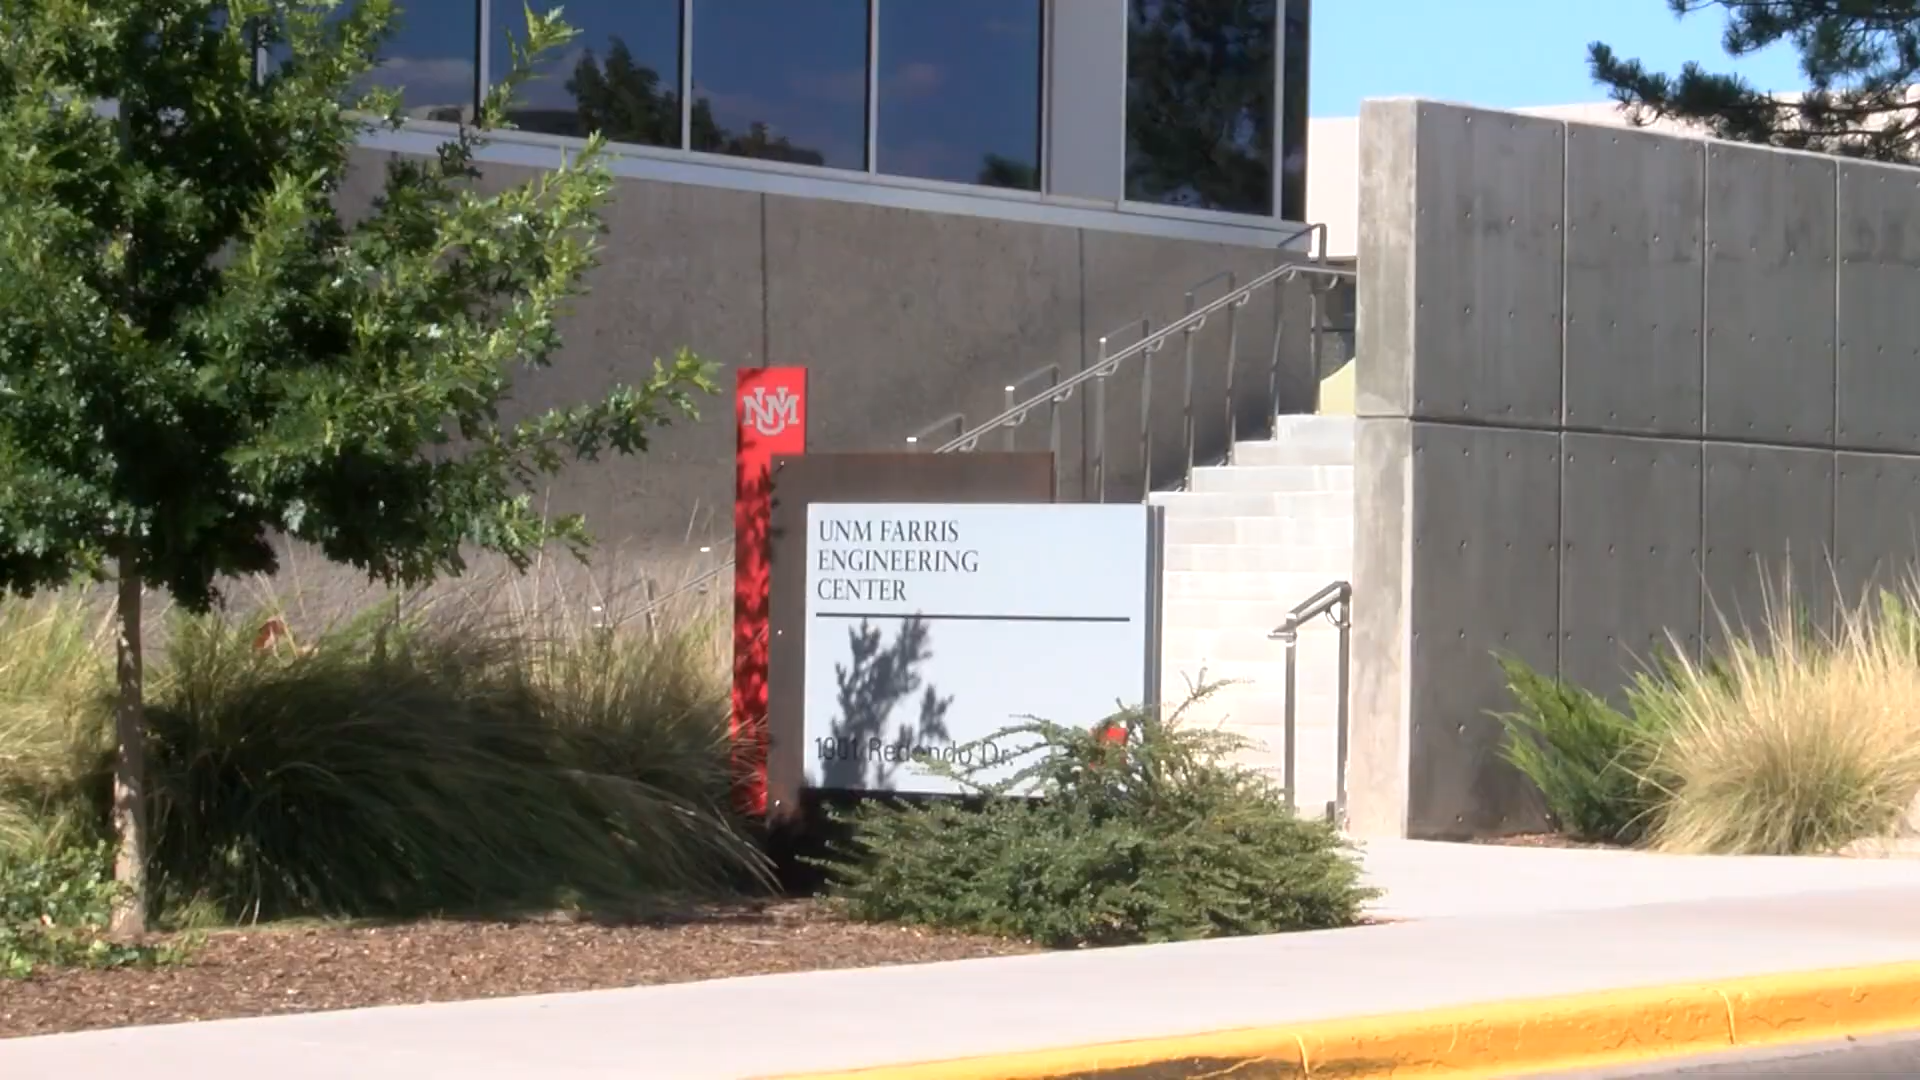 UNM
UNM FARRIS
ENGINEERING
CENTER
1901 Redondo Dr.